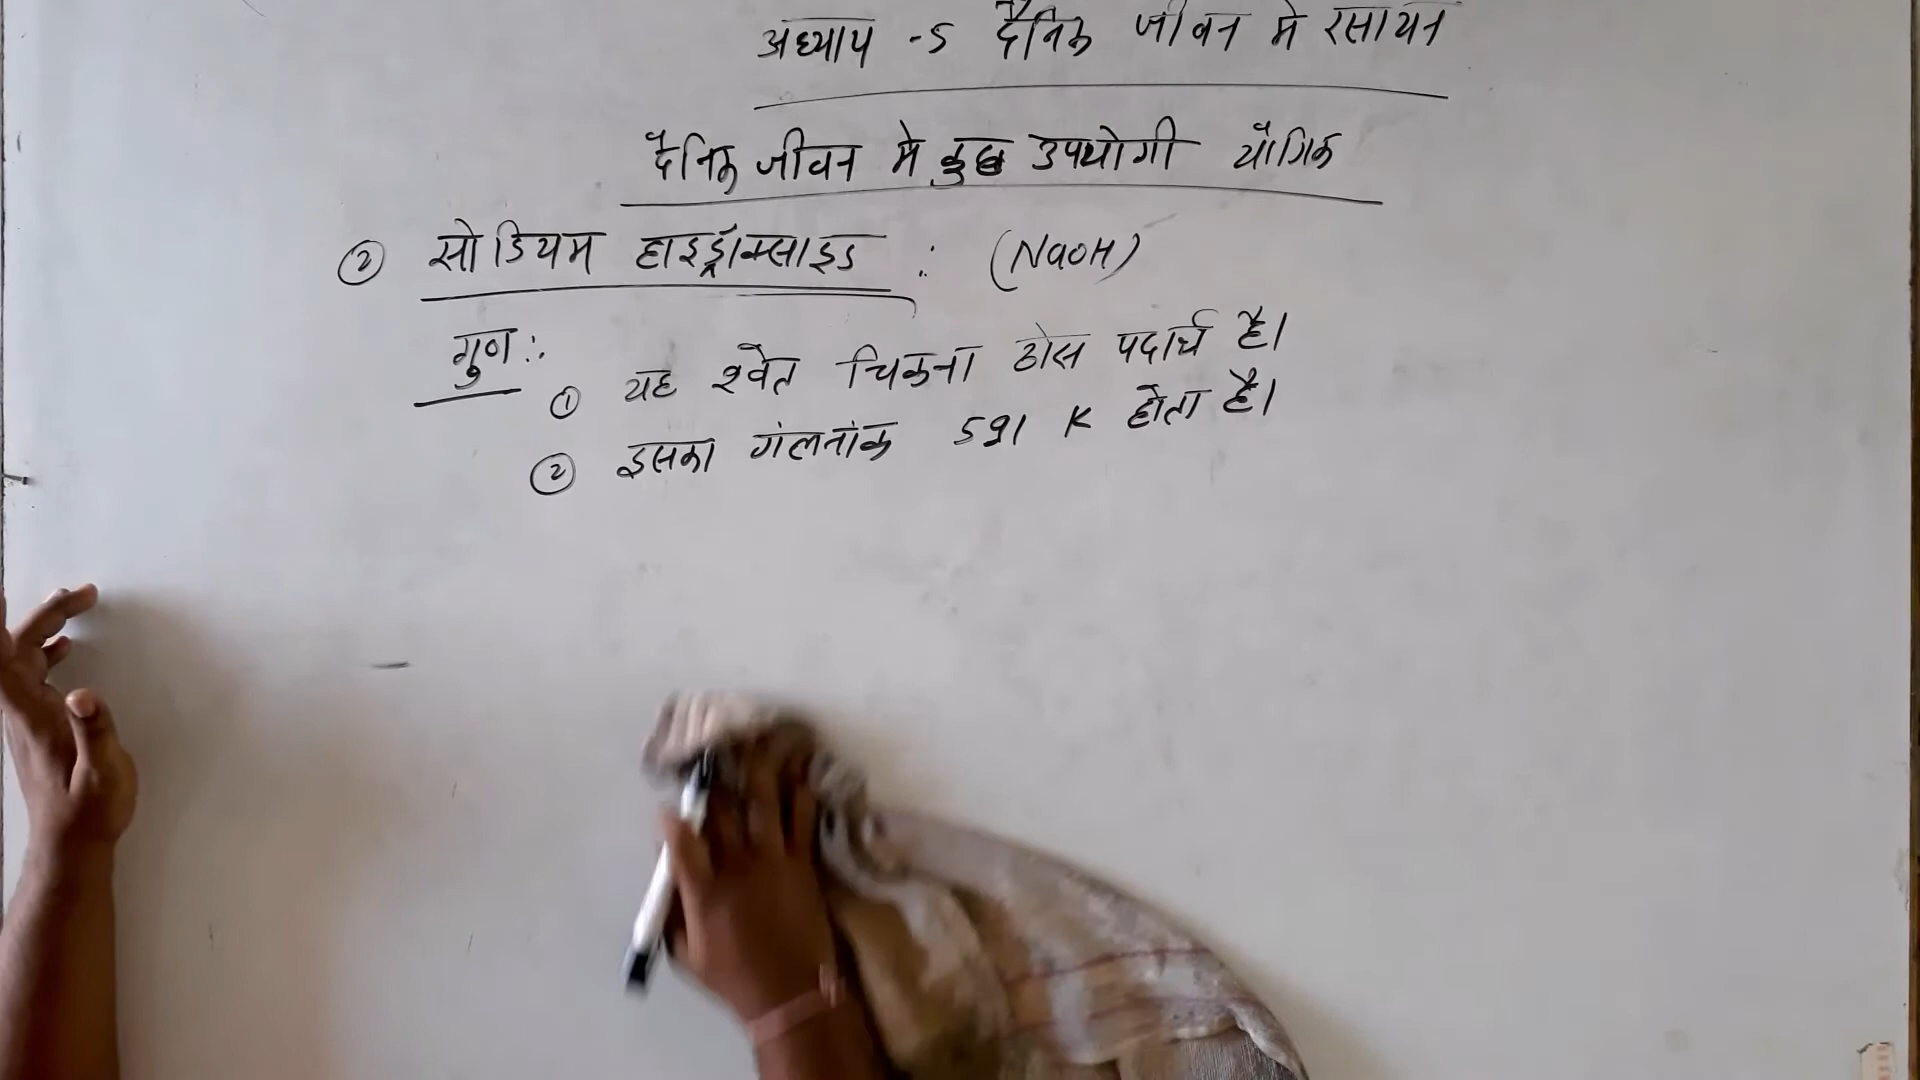 अध्याय -5 दैनिक जीवन मे रसायन
दैनिक जीवन मे कुछ उपयोगी यौगिक
② सोडियम हाइड्रॉक्साइड : (NaOH)
गुण :.
① यह श्वेत चिकना ठोस पदार्थ है।
② इसका गंलनांक 591 K होता है।